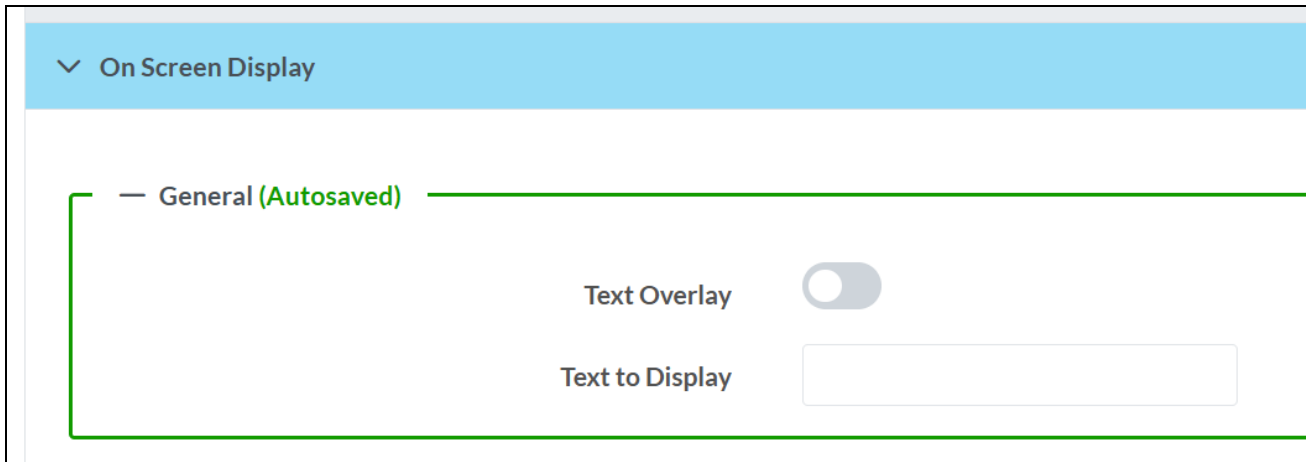 On Screen Display
General (Autosaved)
Text Overlay
Text to Display